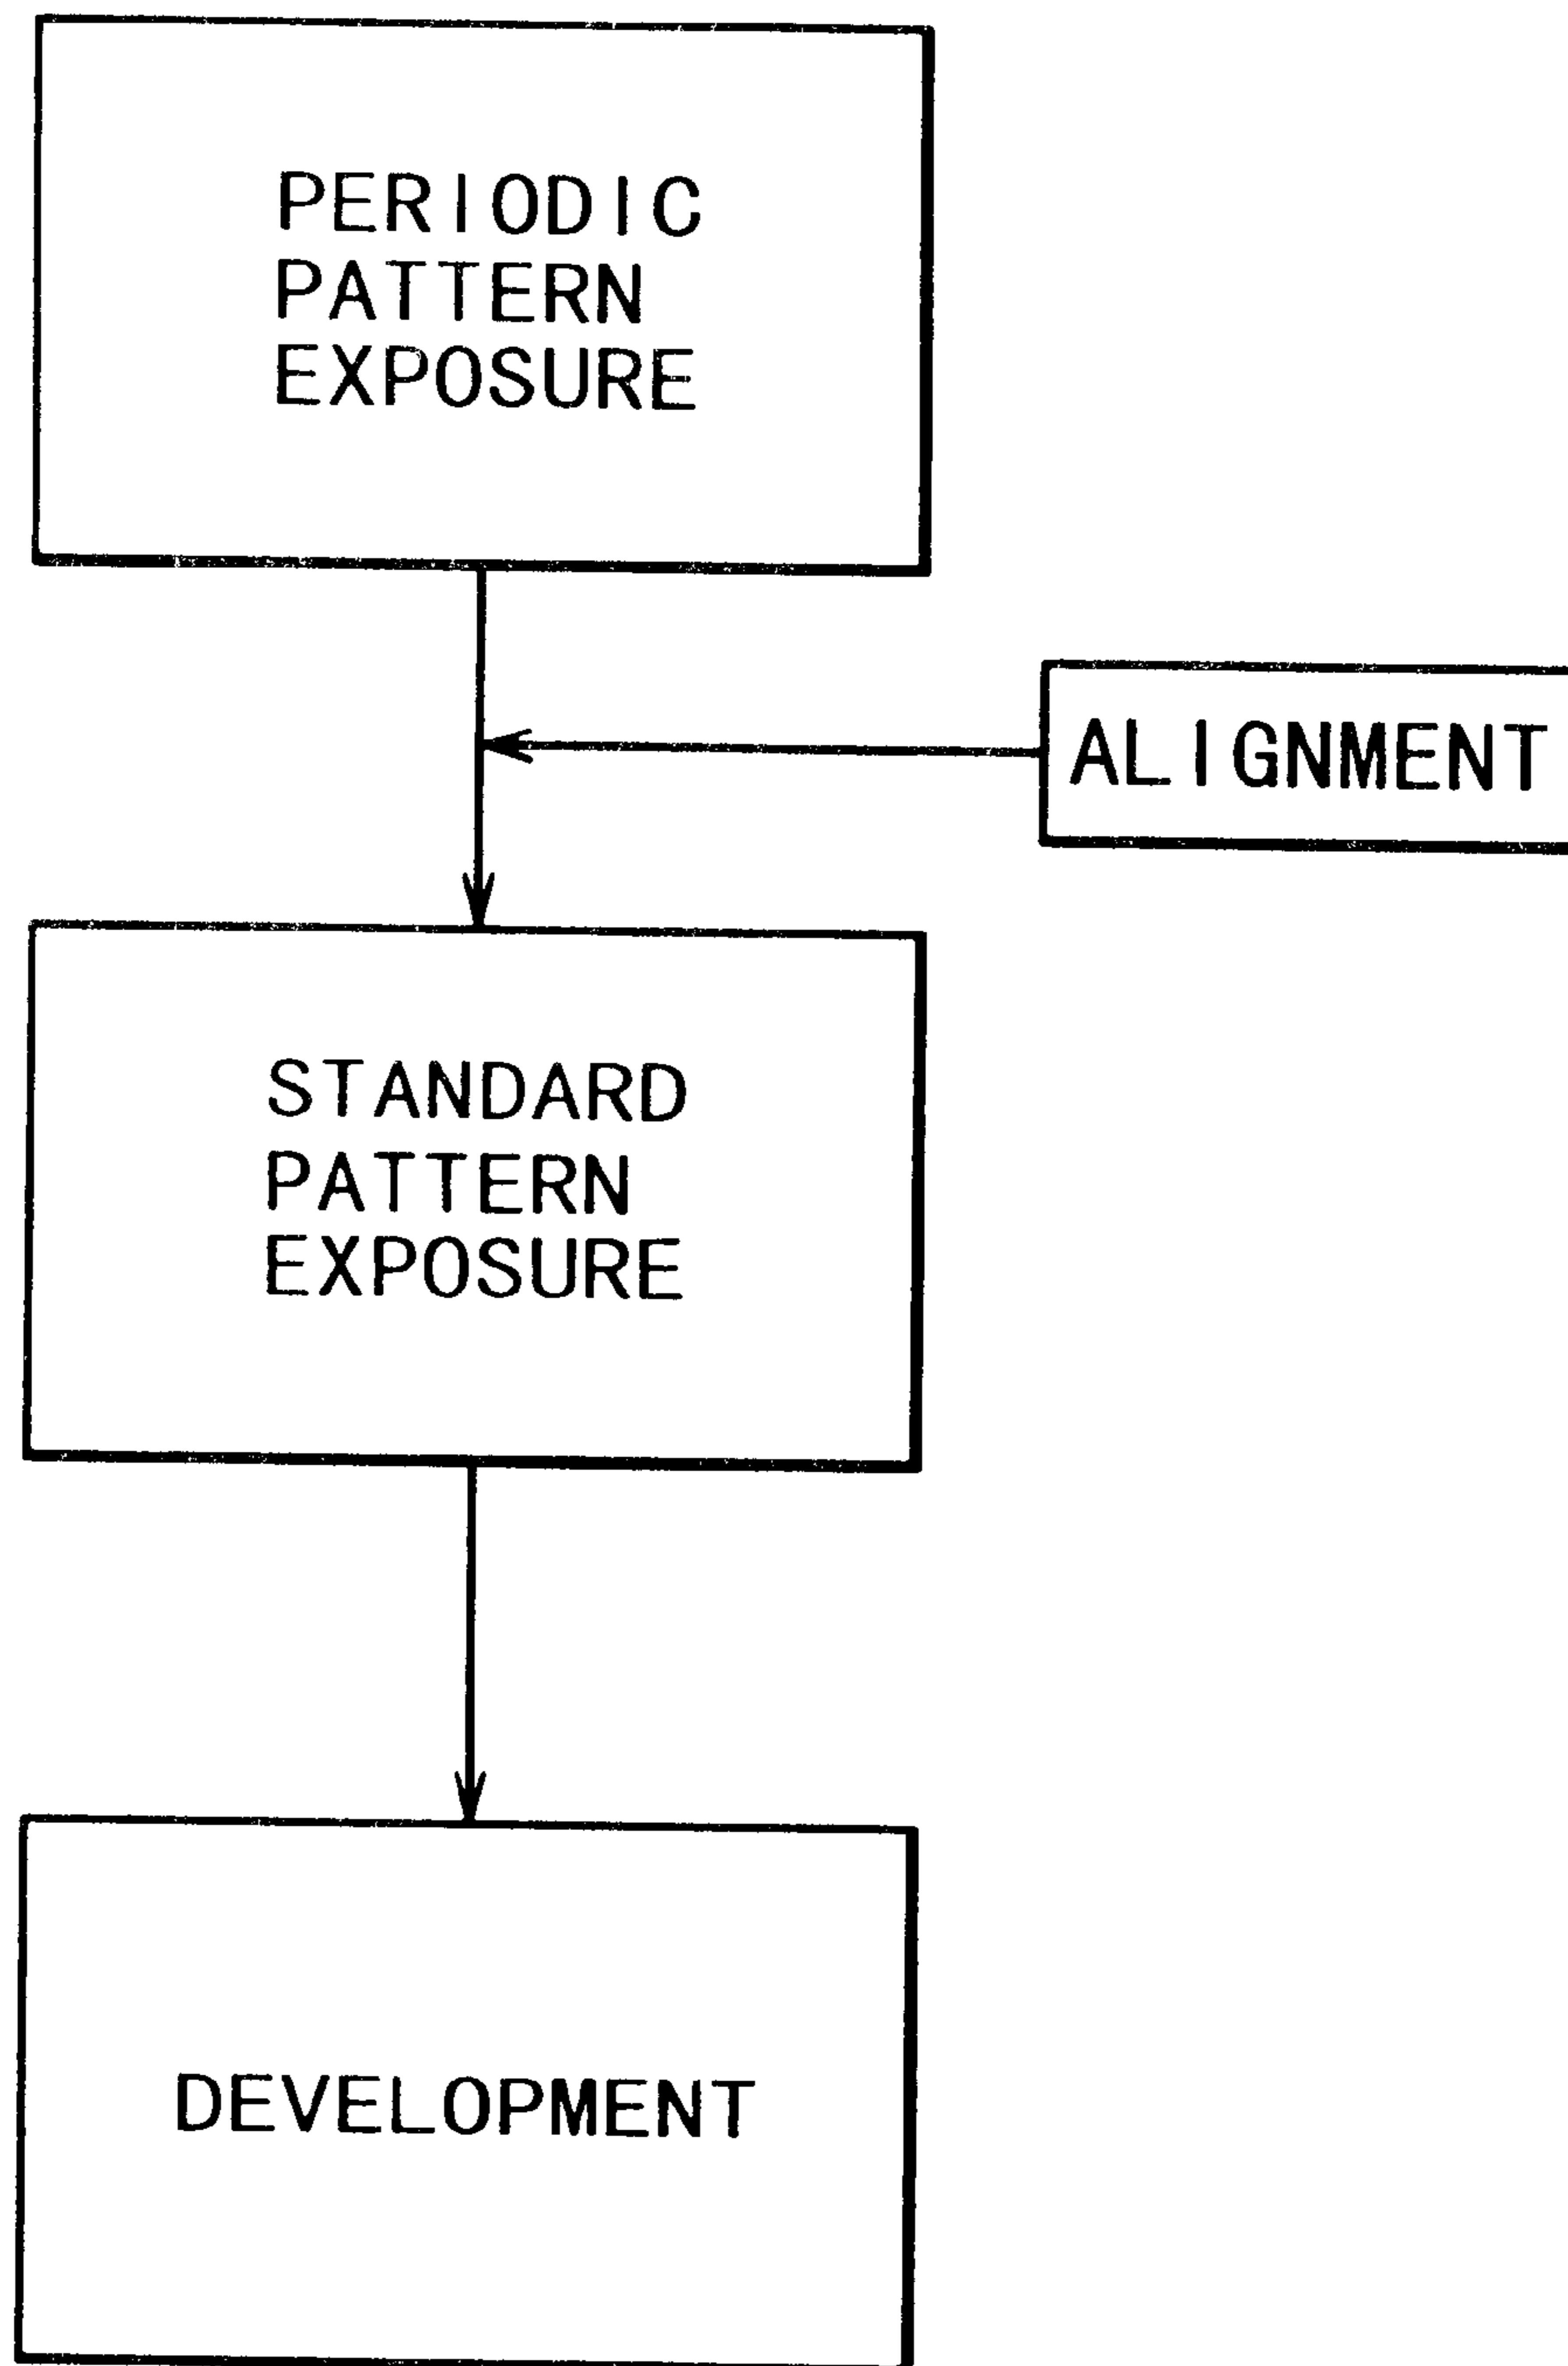 PERIODIC
PATTERN
EXPOSURE
ALIGNMENT
STANDARD
PATTERN
EXPOSURE
DEVELOPMENT